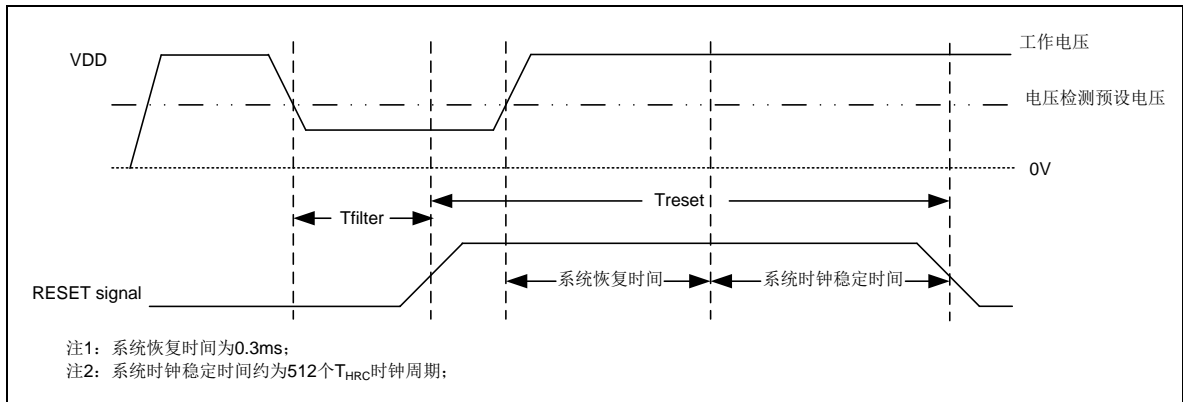 VDD
工作电压
电压检测预设电压
0V
Tfilter
Treset
RESET signal
系统恢复时间
系统时钟稳定时间
注1：系统恢复时间为0.3ms；
注2：系统时钟稳定时间约为512个THRC时钟周期；